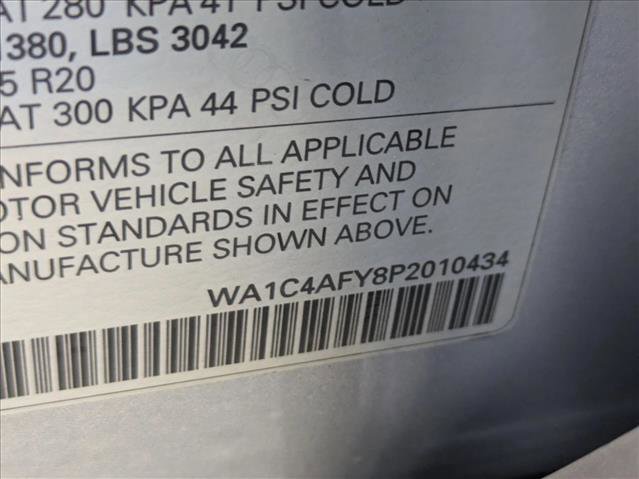 AT 280 KPA 41 PSI COLD
1380, LBS 3042
5 R20
AT 300 KPA 44 PSI COLD
NFORMS TO ALL APPLICABLE
OTOR VEHICLE SAFETY AND
ON STANDARDS IN EFFECT ON
ANUFACTURE SHOWN ABOVE.
WA1C4AFY8P2010434